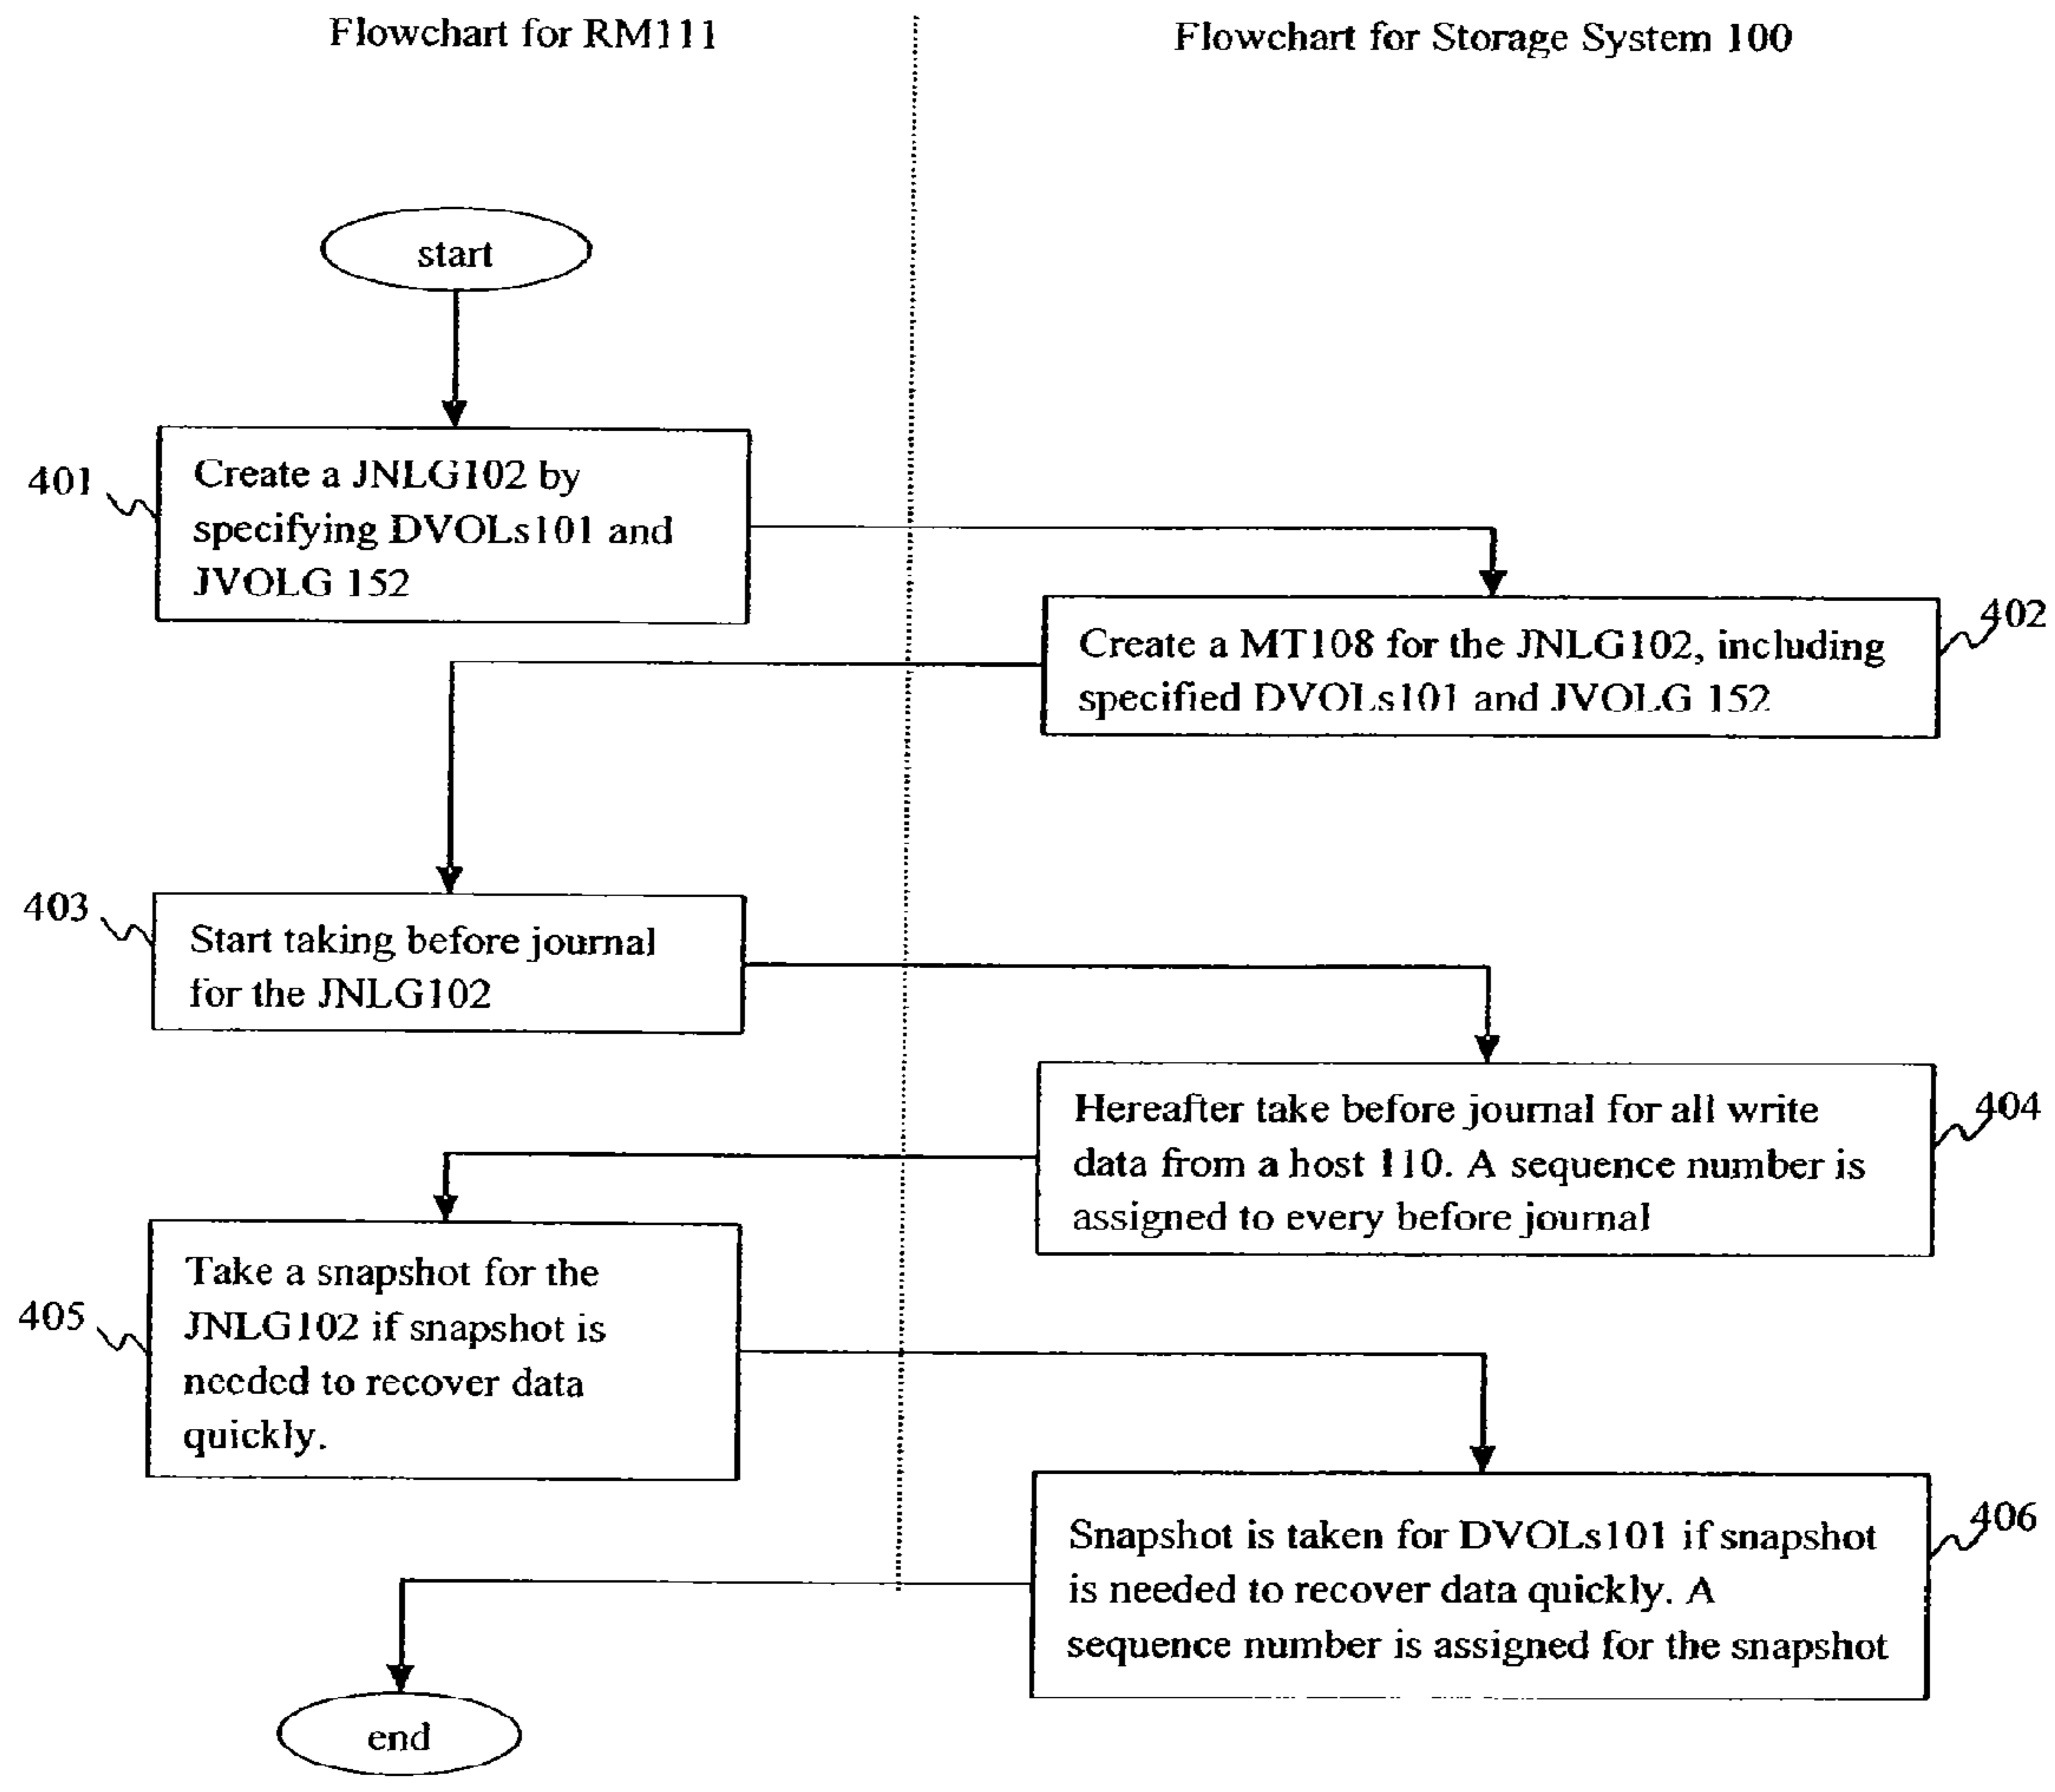 Flowchart for RM111
Flowchart for Storage System 100
start
401
Create a JNLG102 by
specifying DVOLs101 and
JVOLG 152
402
Create a MT108 for the JNLG102, including
specified DVOLs101 and JVOLG 152
403
Start taking before journal
for the JNLG102
404
Hereafter take before journal for all write
data from a host 110. A sequence number is
assigned to every before journal
405
Take a snapshot for the
JNLG102 if snapshot is
needed to recover data
quickly.
406
Snapshot is taken for DVOLs101 if snapshot
is needed to recover data quickly. A
sequence number is assigned for the snapshot
end